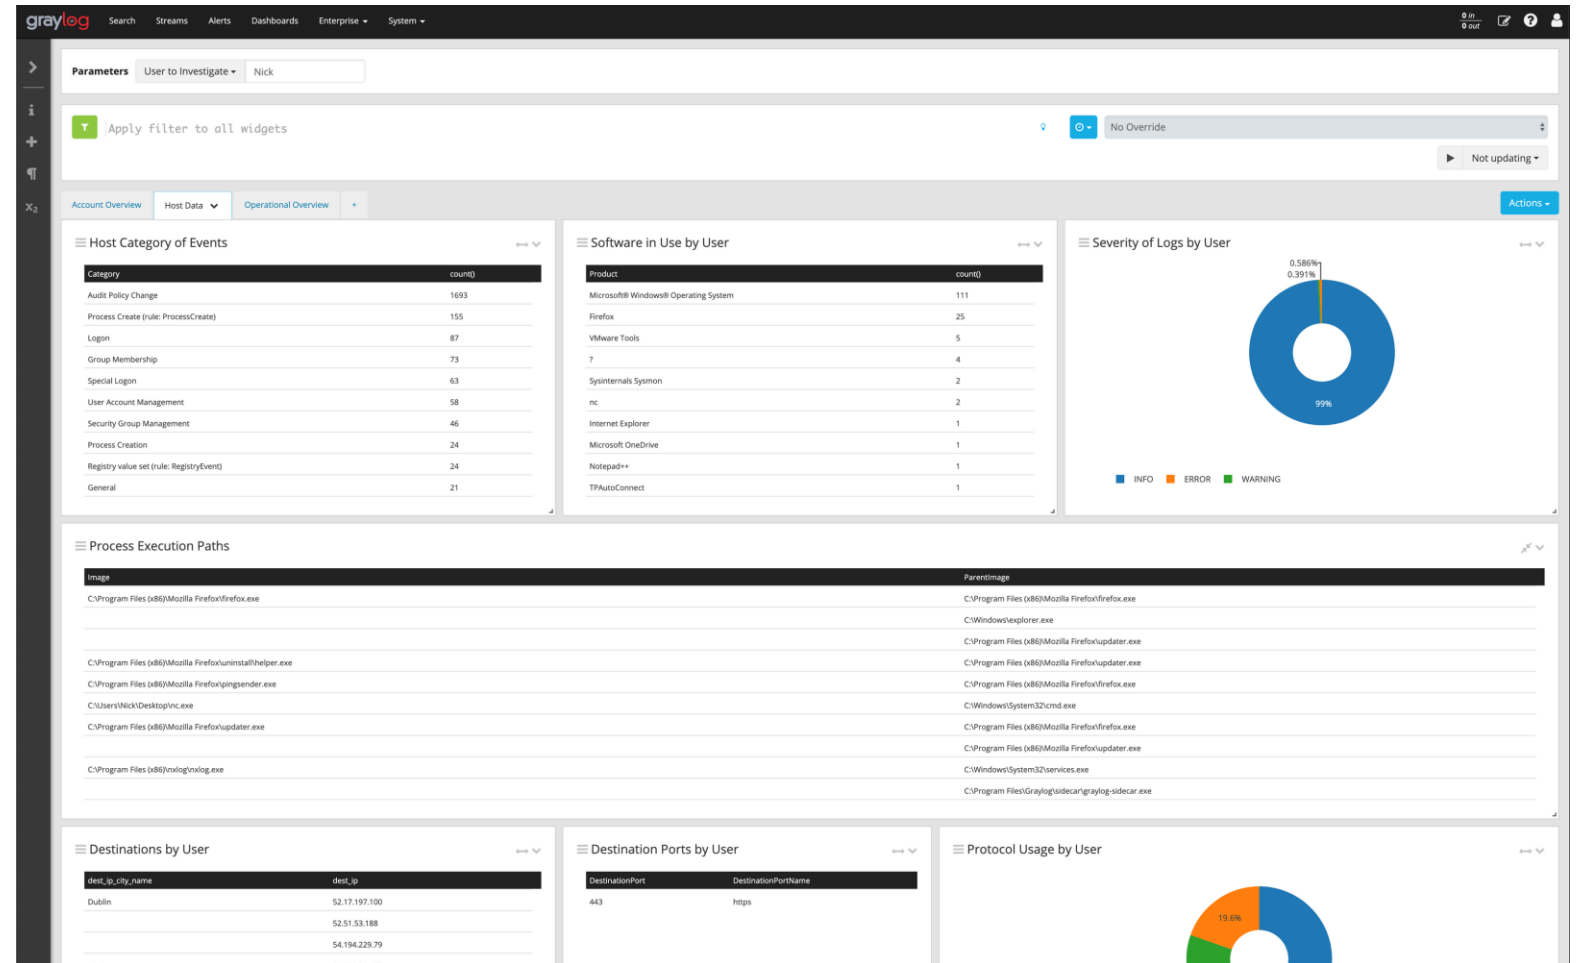 graylog Search Streams Alerts Dashboards Enterprise System 0 in
0 out
Parameters User to Investigate Nick
Apply filter to all widgets No Override
Not updating
Account Overview Host Data Operational Overview + Actions
Host Category of Events
Category count()
Audit Policy Change 1693
Process Create (rule: ProcessCreate) 155
Logon 87
Group Membership 73
Special Logon 63
User Account Management 58
Security Group Management 46
Process Creation 24
Registry value set (rule: RegistryEvent) 24
General 21
Software in Use by User
Product count()
Microsoft® Windows® Operating System 111
Firefox 25
VMware Tools 5
? 4
Sysinternals Sysmon 2
nc 2
Internet Explorer 1
Microsoft OneDrive 1
Notepad++ 1
TPAutoConnect 1
Severity of Logs by User
0.586%
0.391%
99%
INFO ERROR WARNING
Process Execution Paths
Image ParentImage
C:\Program Files (x86)\Mozilla Firefox\firefox.exe C:\Program Files (x86)\Mozilla Firefox\firefox.exe
C:\Windows\explorer.exe
C:\Program Files (x86)\Mozilla Firefox\updater.exe
C:\Program Files (x86)\Mozilla Firefox\uninstall\helper.exe C:\Program Files (x86)\Mozilla Firefox\updater.exe
C:\Program Files (x86)\Mozilla Firefox\pingsender.exe C:\Program Files (x86)\Mozilla Firefox\firefox.exe
C:\Users\Nick\Desktop\nc.exe C:\Windows\System32\cmd.exe
C:\Program Files (x86)\Mozilla Firefox\updater.exe C:\Program Files (x86)\Mozilla Firefox\firefox.exe
C:\Program Files (x86)\Mozilla Firefox\updater.exe
C:\Program Files (x86)\nxlog\nxlog.exe C:\Windows\System32\services.exe
C:\Program Files\Graylog\sidecar\graylog-sidecar.exe
Destinations by User
dest_ip_city_name dest_ip
Dublin 52.17.197.100
52.51.53.188
54.194.229.79
Destination Ports by User
DestinationPort DestinationPortName
443 https
Protocol Usage by User
19.6%